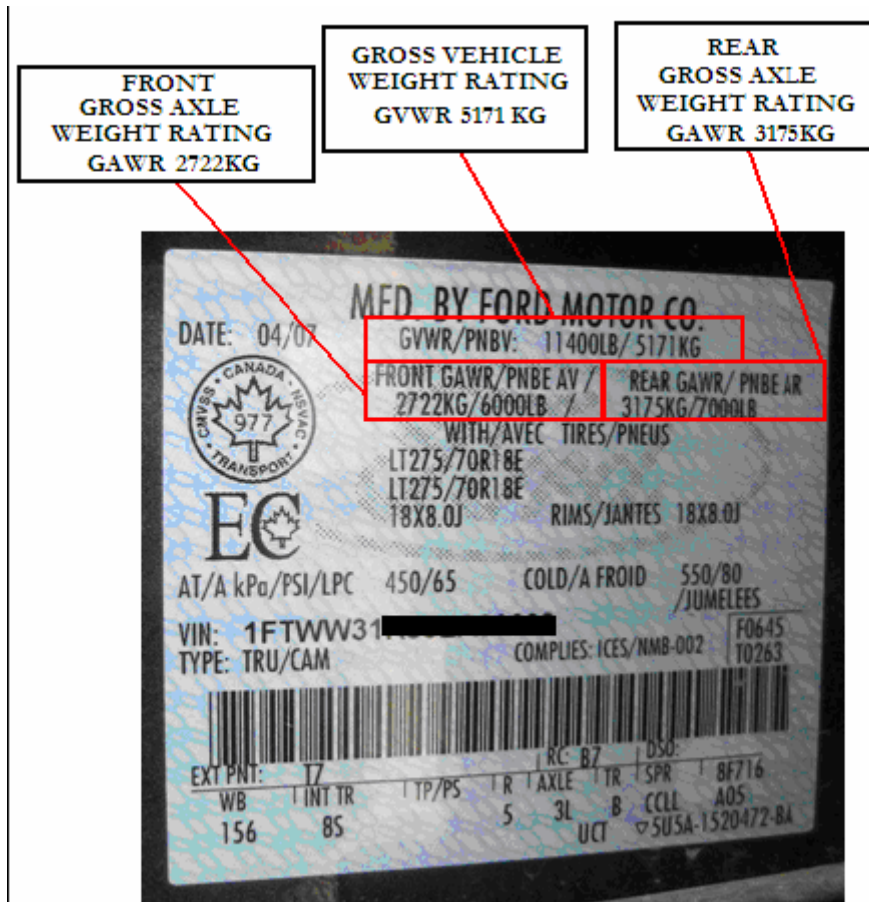 FRONT
GROSS AXLE
WEIGHT RATING
GAWR 2722KG
GROSS VEHICLE
WEIGHT RATING
GVWR 5171 KG
REAR
GROSS AXLE
WEIGHT RATING
GAWR 3175KG
MFD. BY FORD MOTOR CO.
DATE: 04/07
GVWR/PNBV: 11400LB/ 5171KG
FRONT GAWR/PNBE AV / REAR GAWR/ PNBE AR
2722KG/6000LB / 3175KG/7000LB
WITH/AVEC TIRES/PNEUS
CANADA · NSVAC · TRANSPORT · CMVSS
977
LT275/70R18E
LT275/70R18E
18X8.0J RIMS/JANTES 18X8.0J
EC
AT/A kPa/PSI/LPC 450/65 COLD/A FROID 550/80
/JUMELEES
VIN: 1FTWW31
TYPE: TRU/CAM COMPLIES: ICES/NMB-002
F0645
T0263
EXT PNT: T7 RC: B7 DSO:
WB INT TR TP/PS R AXLE TR SPR 8F716
156 8S 5 3L B CCLL A05
UCT ▽5U5A-1520472-BA